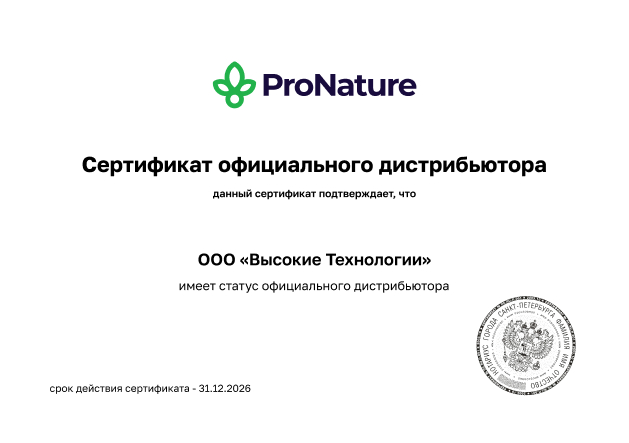 ProNature
Сертификат официального дистрибьютора
данный сертификат подтверждает, что
ООО «Высокие Технологии»
имеет статус официального дистрибьютора
НОТАРИУС ГОРОДА САНКТ-ПЕТЕРБУРГА ФАМИЛИЯ ИМЯ ОТЧЕСТВО
срок действия сертификата - 31.12.2026